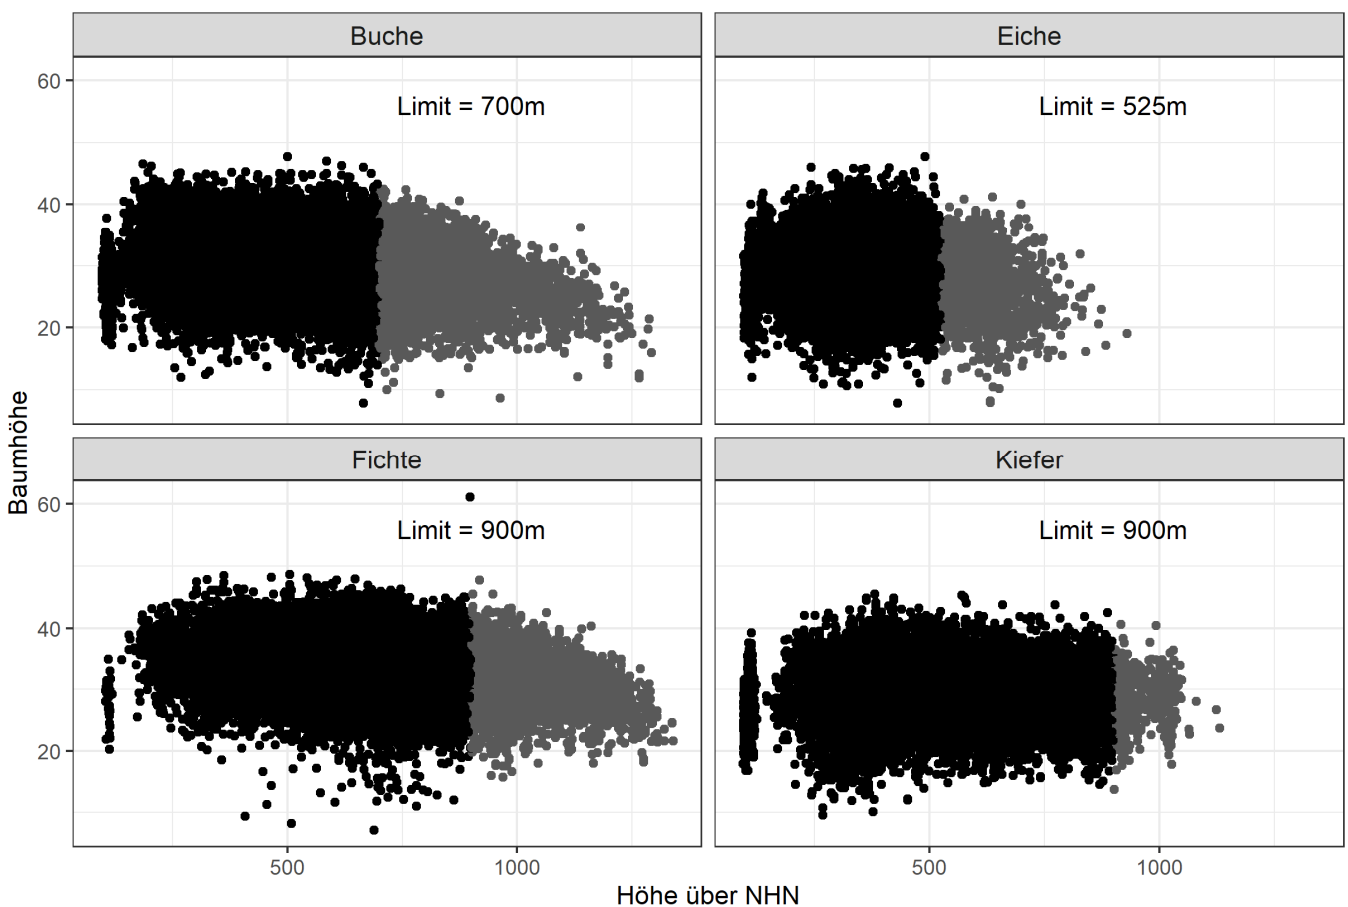 Buche
Eiche
60
Limit = 700m
Limit = 525m
40
20
Baumhöhe
Fichte
Kiefer
60
Limit = 900m
Limit = 900m
40
20
500
1000
500
1000
Höhe über NHN